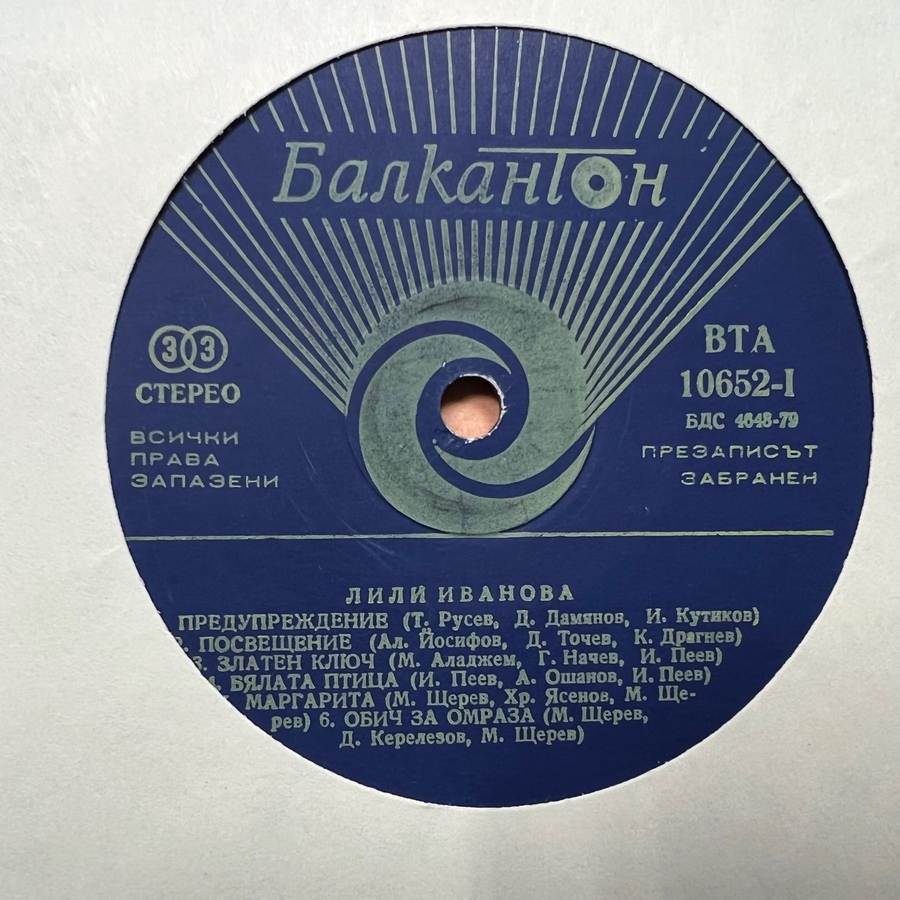 БалканТон
33
СТЕРЕО
ВСИЧКИ
ПРАВА
ЗАПАЗЕНИ
ВТА
10652-I
БДС 4648-79
ПРЕЗАПИСЪТ
ЗАБРАНЕН
ЛИЛИ ИВАНОВА
ПРЕДУПРЕЖДЕНИЕ (Т. Русев, Д. Дамянов, И. Кутиков)
2. ПОСВЕЩЕНИЕ (Ал. Йосифов, Д. Точев, К. Драгнев)
3. ЗЛАТЕН КЛЮЧ (М. Аладжем, Г. Начев, И. Пеев)
4. БЯЛАТА ПТИЦА (И. Пеев, А. Ошанов, И. Пеев)
МАРГАРИТА (М. Щерев, Хр. Ясенов, М. Ще-
рев) 6. ОБИЧ ЗА ОМРАЗА (М. Щерев,
Д. Керелезов, М. Щерев)